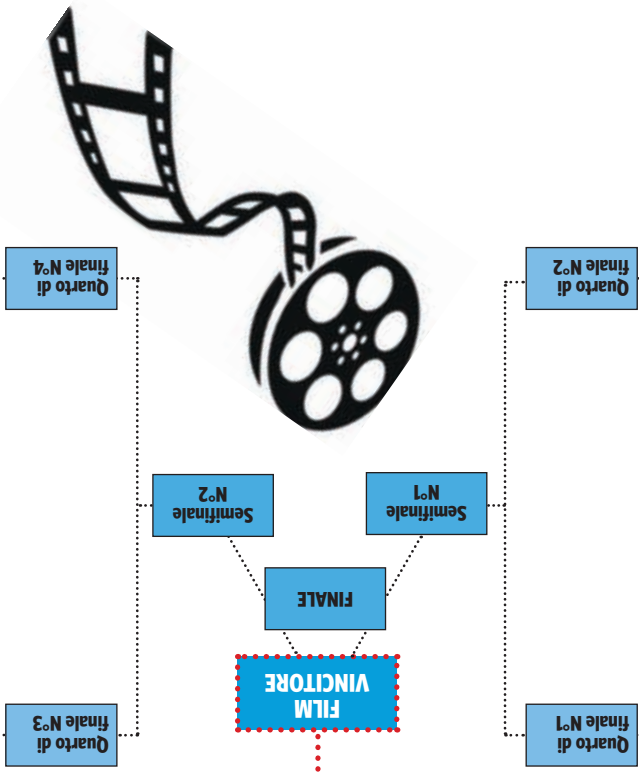 Quarto di
finale N°1
FILM
VINCITORE
Quarto di
finale N°3
FINALE
Semifinale
N°1
Semifinale
N°2
Quarto di
finale N°2
Quarto di
finale N°4